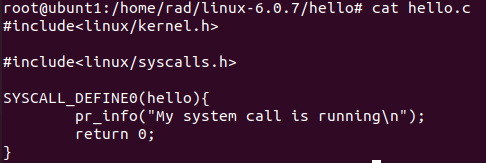 root@ubunt1:/home/rad/linux-6.0.7/hello# cat hello.c
#include<linux/kernel.h>
#include<linux/syscalls.h>
SYSCALL_DEFINE0(hello){
        pr_info("My system call is running\n");
        return 0;
}